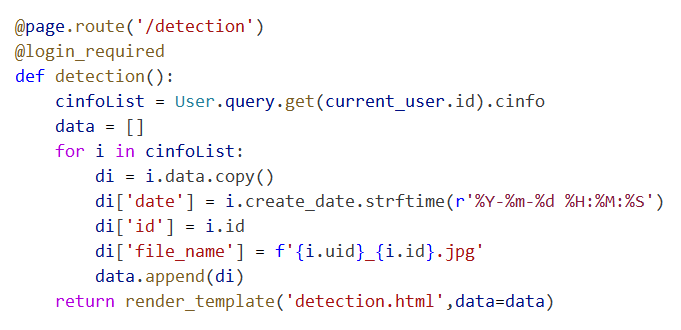 @page.route('/detection')
@login_required
def detection():
    cinfoList = User.query.get(current_user.id).cinfo
    data = []
    for i in cinfoList:
        di = i.data.copy()
        di['date'] = i.create_date.strftime(r'%Y-%m-%d %H:%M:%S')
        di['id'] = i.id
        di['file_name'] = f'{i.uid}_{i.id}.jpg'
        data.append(di)
    return render_template('detection.html',data=data)